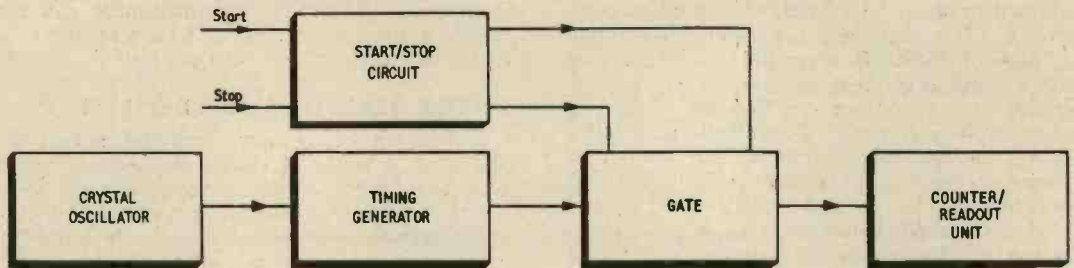 Start
START/STOP
CIRCUIT
Stop
CRYSTAL
OSCILLATOR
TIMING
GENERATOR
GATE
COUNTER/
READOUT
UNIT